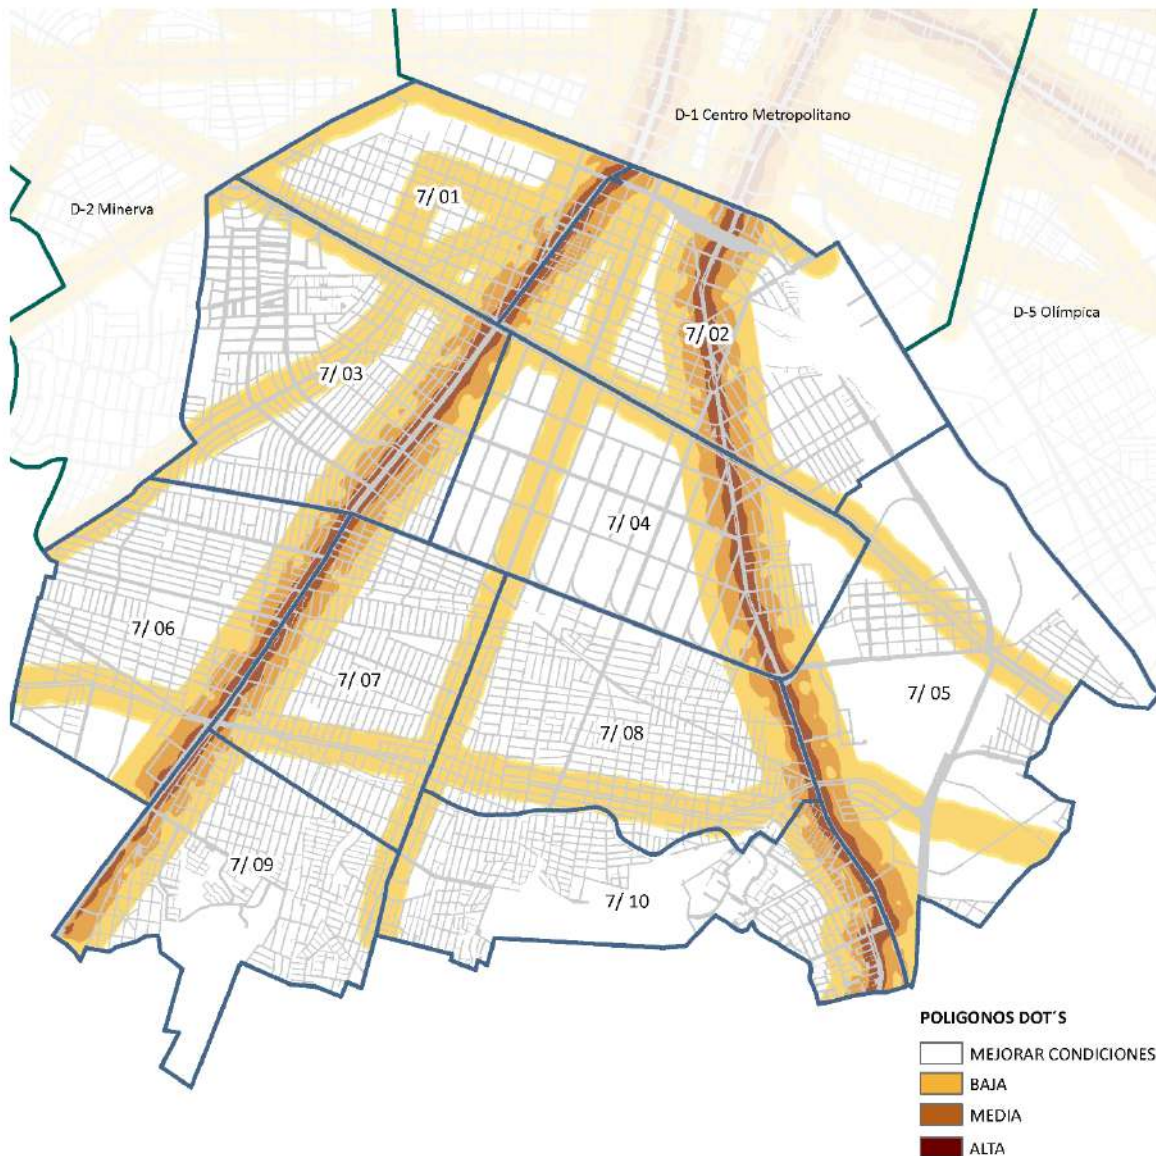 D-1 Centro Metropolitano
7/ 01
D-2 Minerva
D-5 Olímpica
7/ 02
7/ 03
7/ 04
7/ 06
7/ 07
7/ 05
7/ 08
7/ 09
7/ 10
POLIGONOS DOT´S
MEJORAR CONDICIONES
BAJA
MEDIA
ALTA